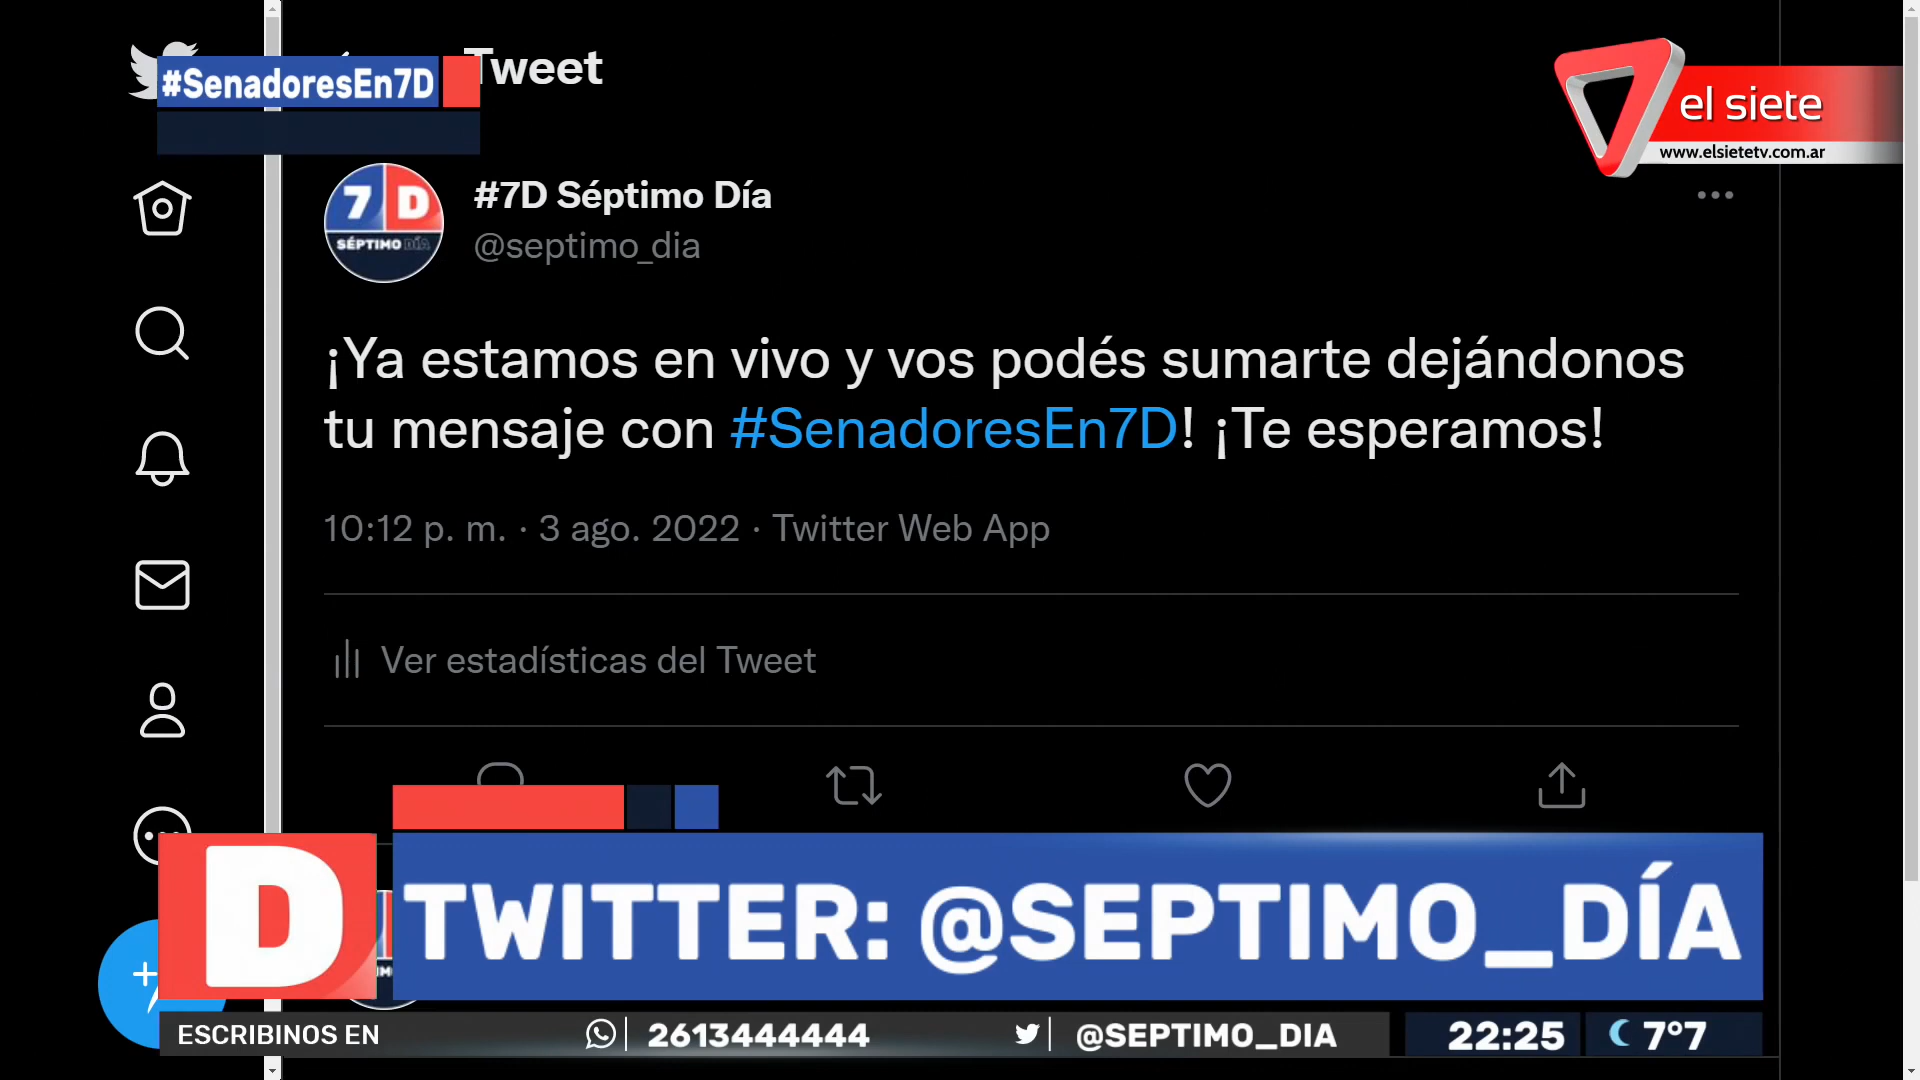 #SenadoresEn7D
Tweet
el siete
www.elsietetv.com.ar
7 D
SÉPTIMO DÍA
#7D Séptimo Día
@septimo_dia
¡Ya estamos en vivo y vos podés sumarte dejándonos
tu mensaje con #SenadoresEn7D! ¡Te esperamos!
10:12 p. m. · 3 ago. 2022 · Twitter Web App
Ver estadísticas del Tweet
D
TWITTER: @SEPTIMO_DÍA
ESCRIBINOS EN
2613444444
@SEPTIMO_DIA
22:25
7°7